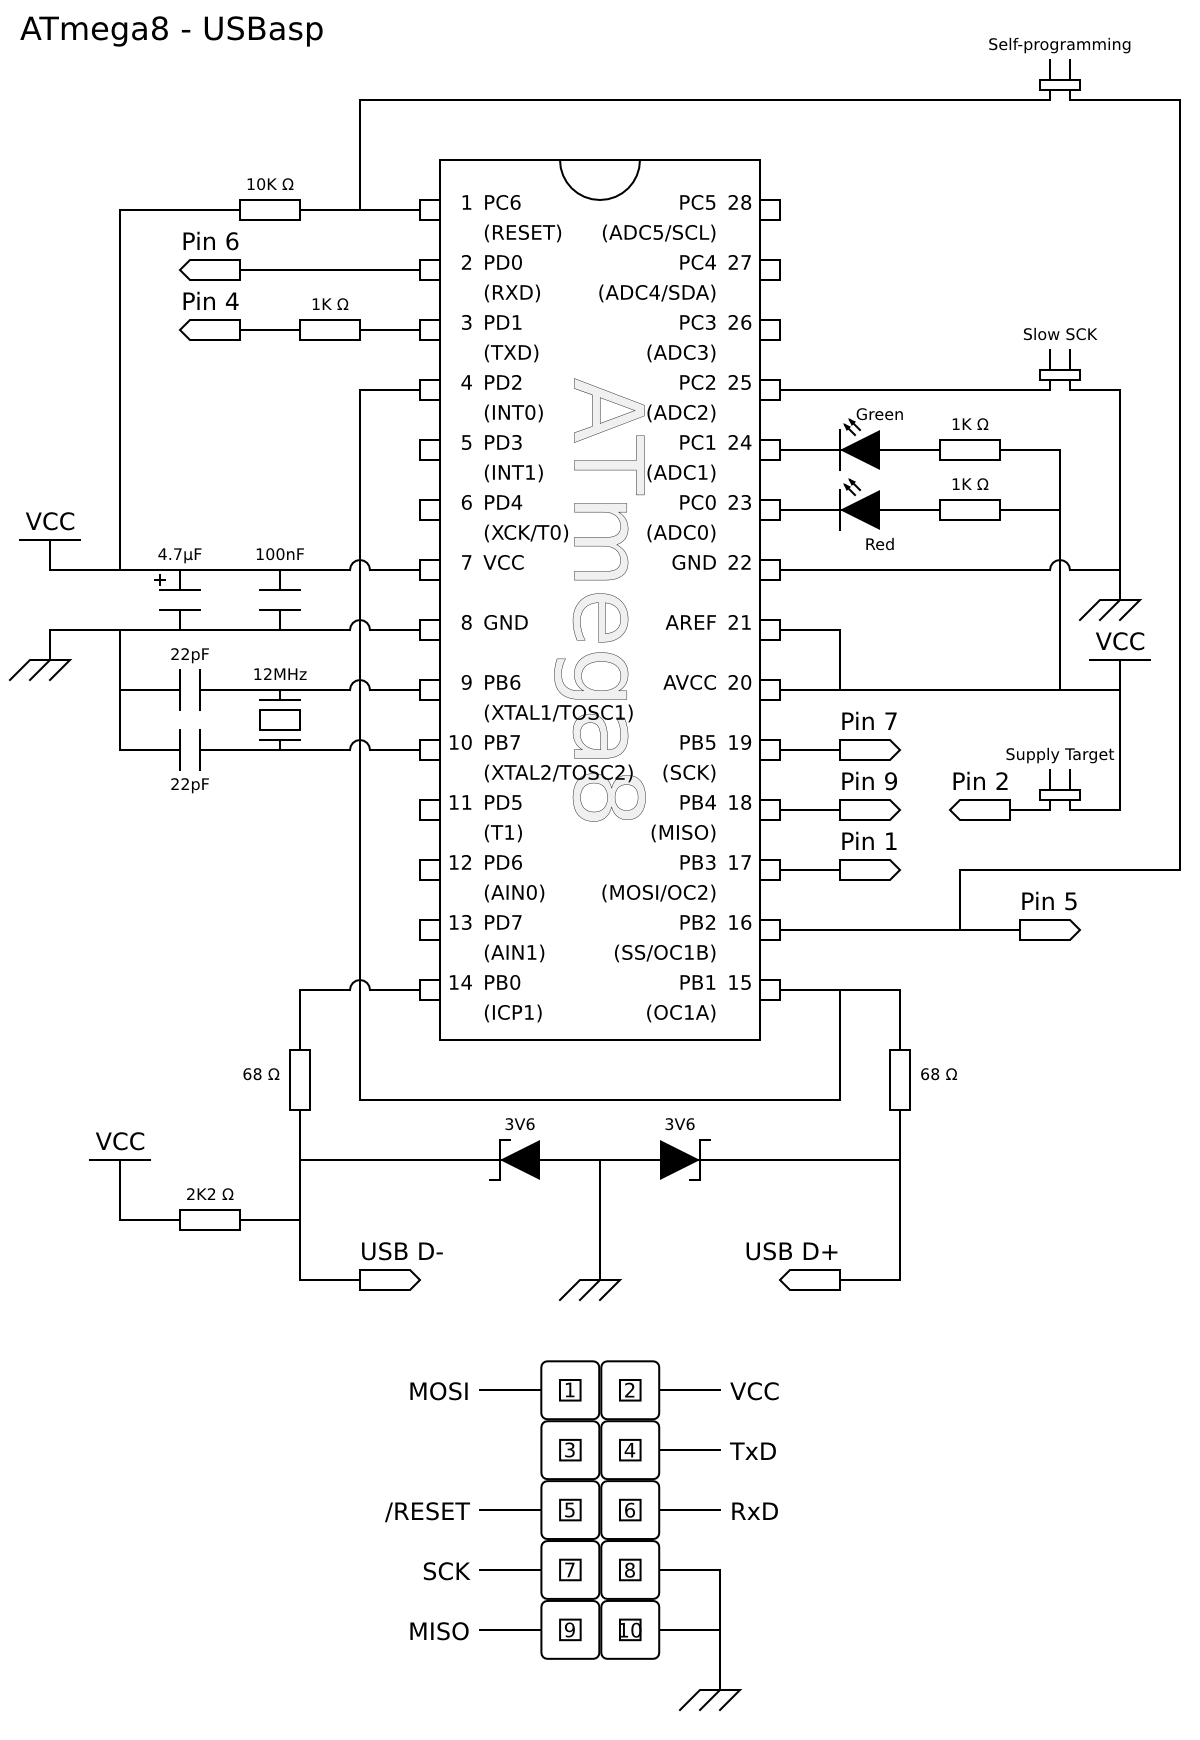 ATmega8 - USBasp
Self-programming
10K Ω
1 PC6
(RESET)
PC5 28
(ADC5/SCL)
Pin 6
2 PD0
(RXD)
PC4 27
(ADC4/SDA)
Pin 4
1K Ω
3 PD1
(TXD)
PC3 26
(ADC3)
Slow SCK
4 PD2
(INT0)
PC2 25
(ADC2)
Green
1K Ω
5 PD3
(INT1)
PC1 24
(ADC1)
1K Ω
Red
6 PD4
(XCK/T0)
PC0 23
(ADC0)
VCC
4.7µF
+
100nF
7 VCC
GND 22
8 GND
AREF 21
VCC
22pF
12MHz
9 PB6
(XTAL1/TOSC1)
AVCC 20
22pF
10 PB7
(XTAL2/TOSC2)
PB5 19
(SCK)
Pin 7
Supply Target
11 PD5
(T1)
PB4 18
(MISO)
Pin 9
Pin 2
12 PD6
(AIN0)
PB3 17
(MOSI/OC2)
Pin 1
13 PD7
(AIN1)
PB2 16
(SS/OC1B)
Pin 5
14 PB0
(ICP1)
PB1 15
(OC1A)
ATmega8
68 Ω
68 Ω
3V6
3V6
VCC
2K2 Ω
USB D-
USB D+
MOSI 1 2 VCC
3 4 TxD
/RESET 5 6 RxD
SCK 7 8
MISO 9 10